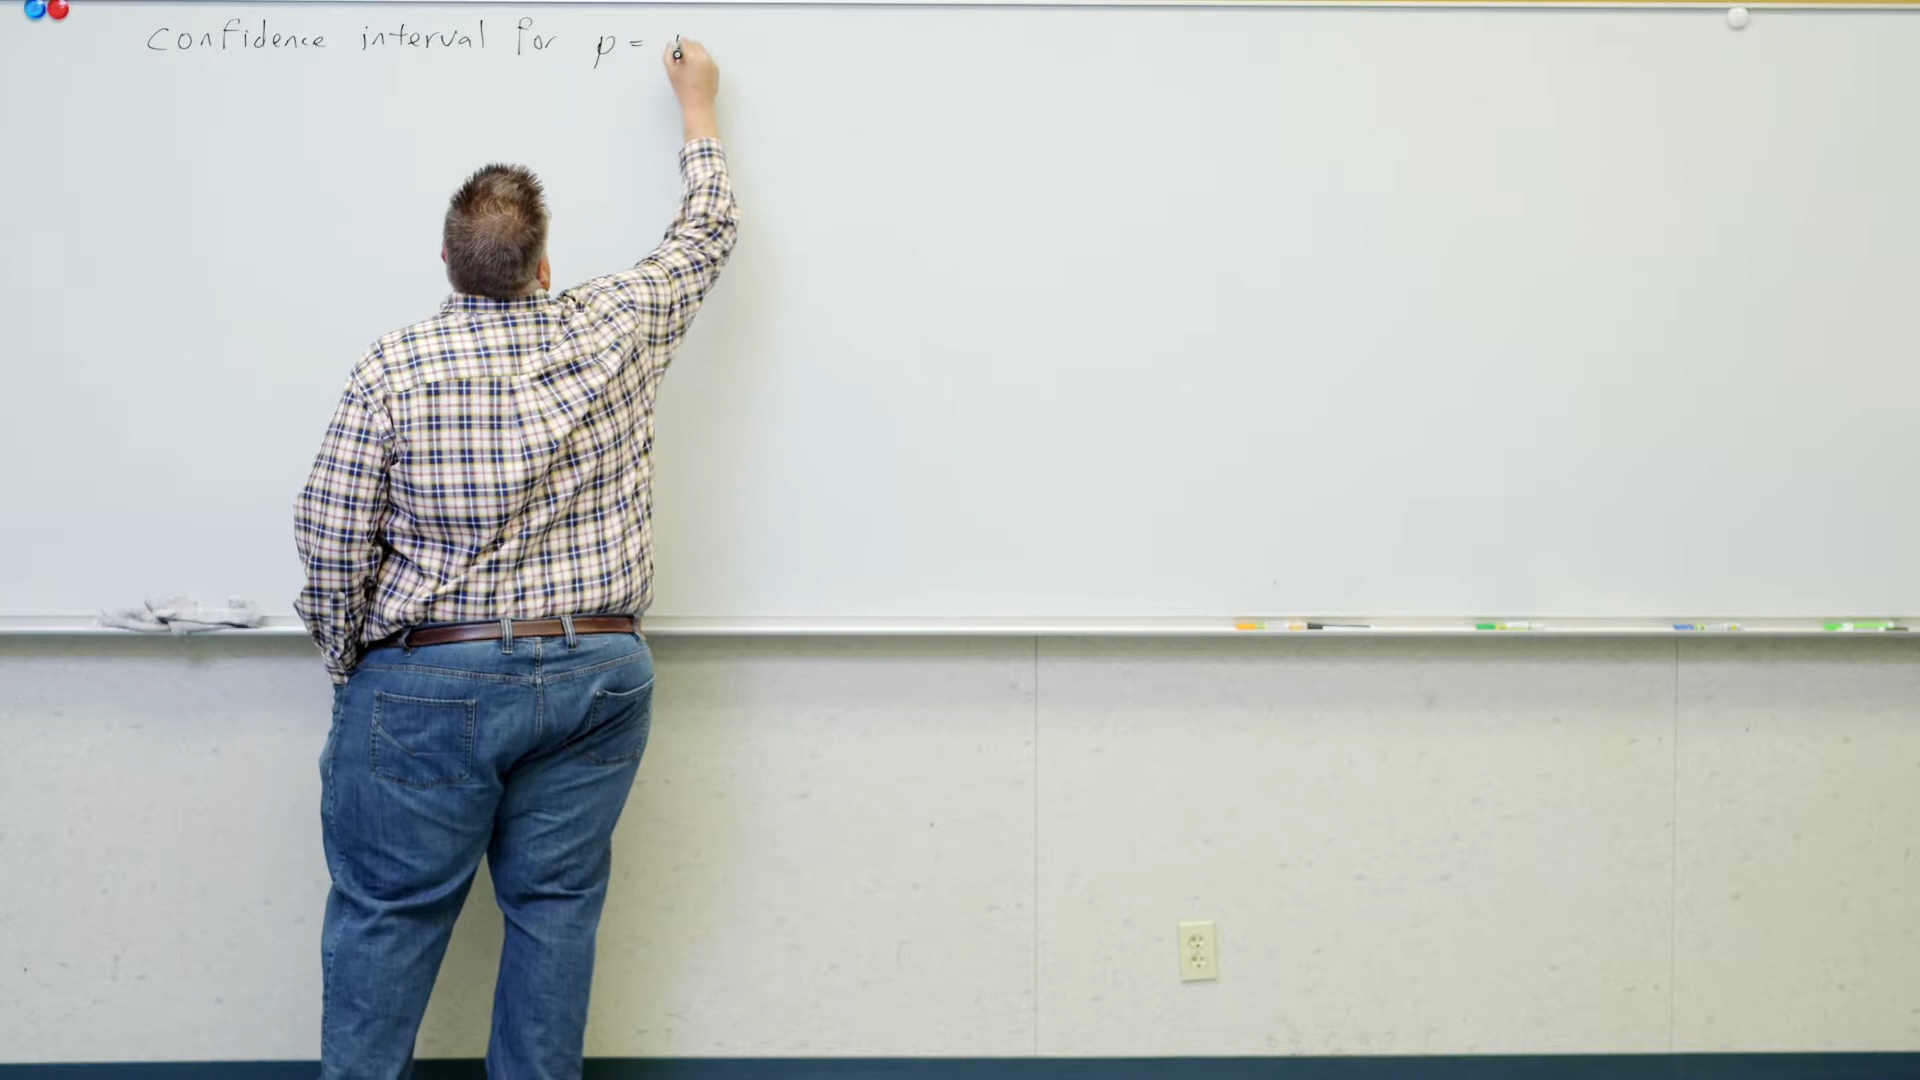 Confidence interval for p =